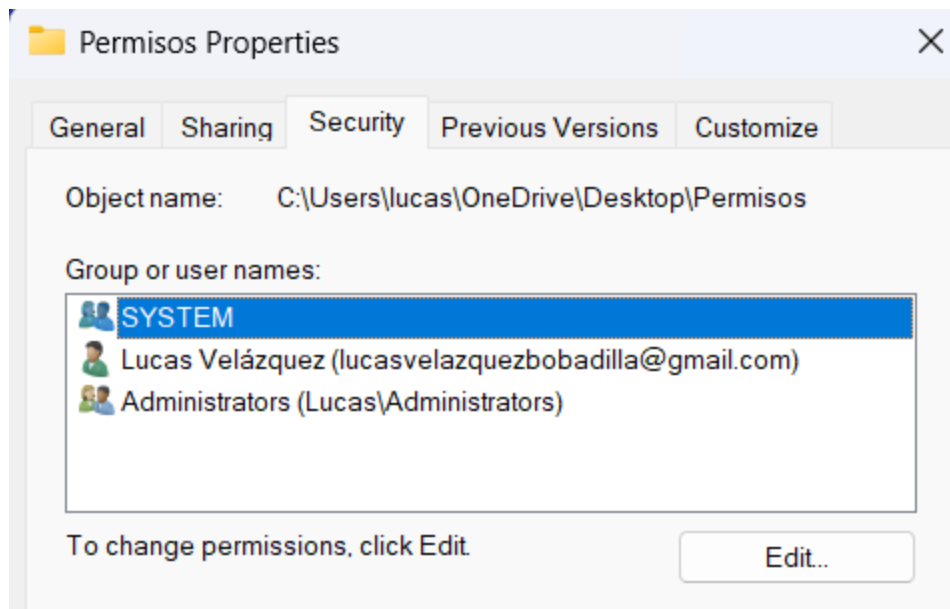 Permisos Properties
General Sharing Security Previous Versions Customize
Object name: C:\Users\lucas\OneDrive\Desktop\Permisos
Group or user names:
SYSTEM
Lucas Velázquez (lucasvelazquezbobadilla@gmail.com)
Administrators (Lucas\Administrators)
To change permissions, click Edit.
Edit...